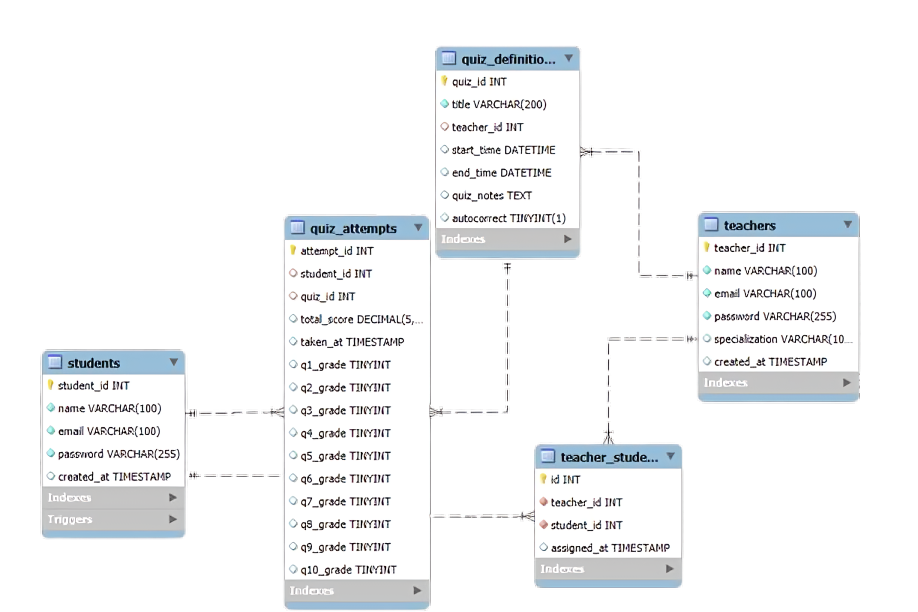 quiz_definitio...
quiz_id INT
title VARCHAR(200)
teacher_id INT
start_time DATETIME
end_time DATETIME
quiz_notes TEXT
autocorrect TINYINT(1)
Indexes
quiz_attempts
attempt_id INT
student_id INT
quiz_id INT
total_score DECIMAL(5,...
taken_at TIMESTAMP
q1_grade TINYINT
q2_grade TINYINT
q3_grade TINYINT
q4_grade TINYINT
q5_grade TINYINT
q6_grade TINYINT
q7_grade TINYINT
q8_grade TINYINT
q9_grade TINYINT
q10_grade TINYINT
Indexes
teachers
teacher_id INT
name VARCHAR(100)
email VARCHAR(100)
password VARCHAR(255)
specialization VARCHAR(10...
created_at TIMESTAMP
Indexes
students
student_id INT
name VARCHAR(100)
email VARCHAR(100)
password VARCHAR(255)
created_at TIMESTAMP
Indexes
Triggers
teacher_stude...
id INT
teacher_id INT
student_id INT
assigned_at TIMESTAMP
Indexes